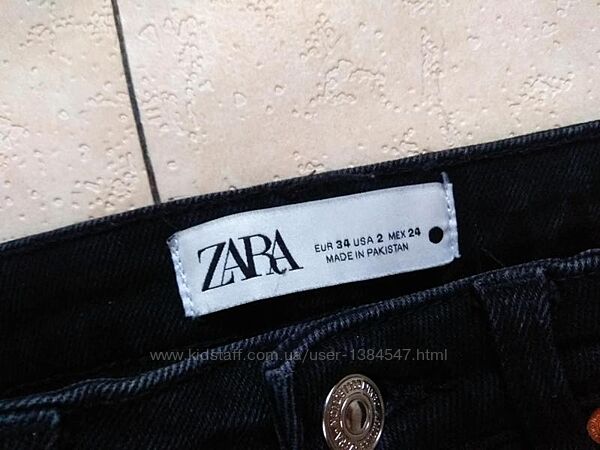 ZARA
EUR 34 USA 2 MEX 24
MADE IN PAKISTAN
www.kidstaff.com.ua/user-1384547.html